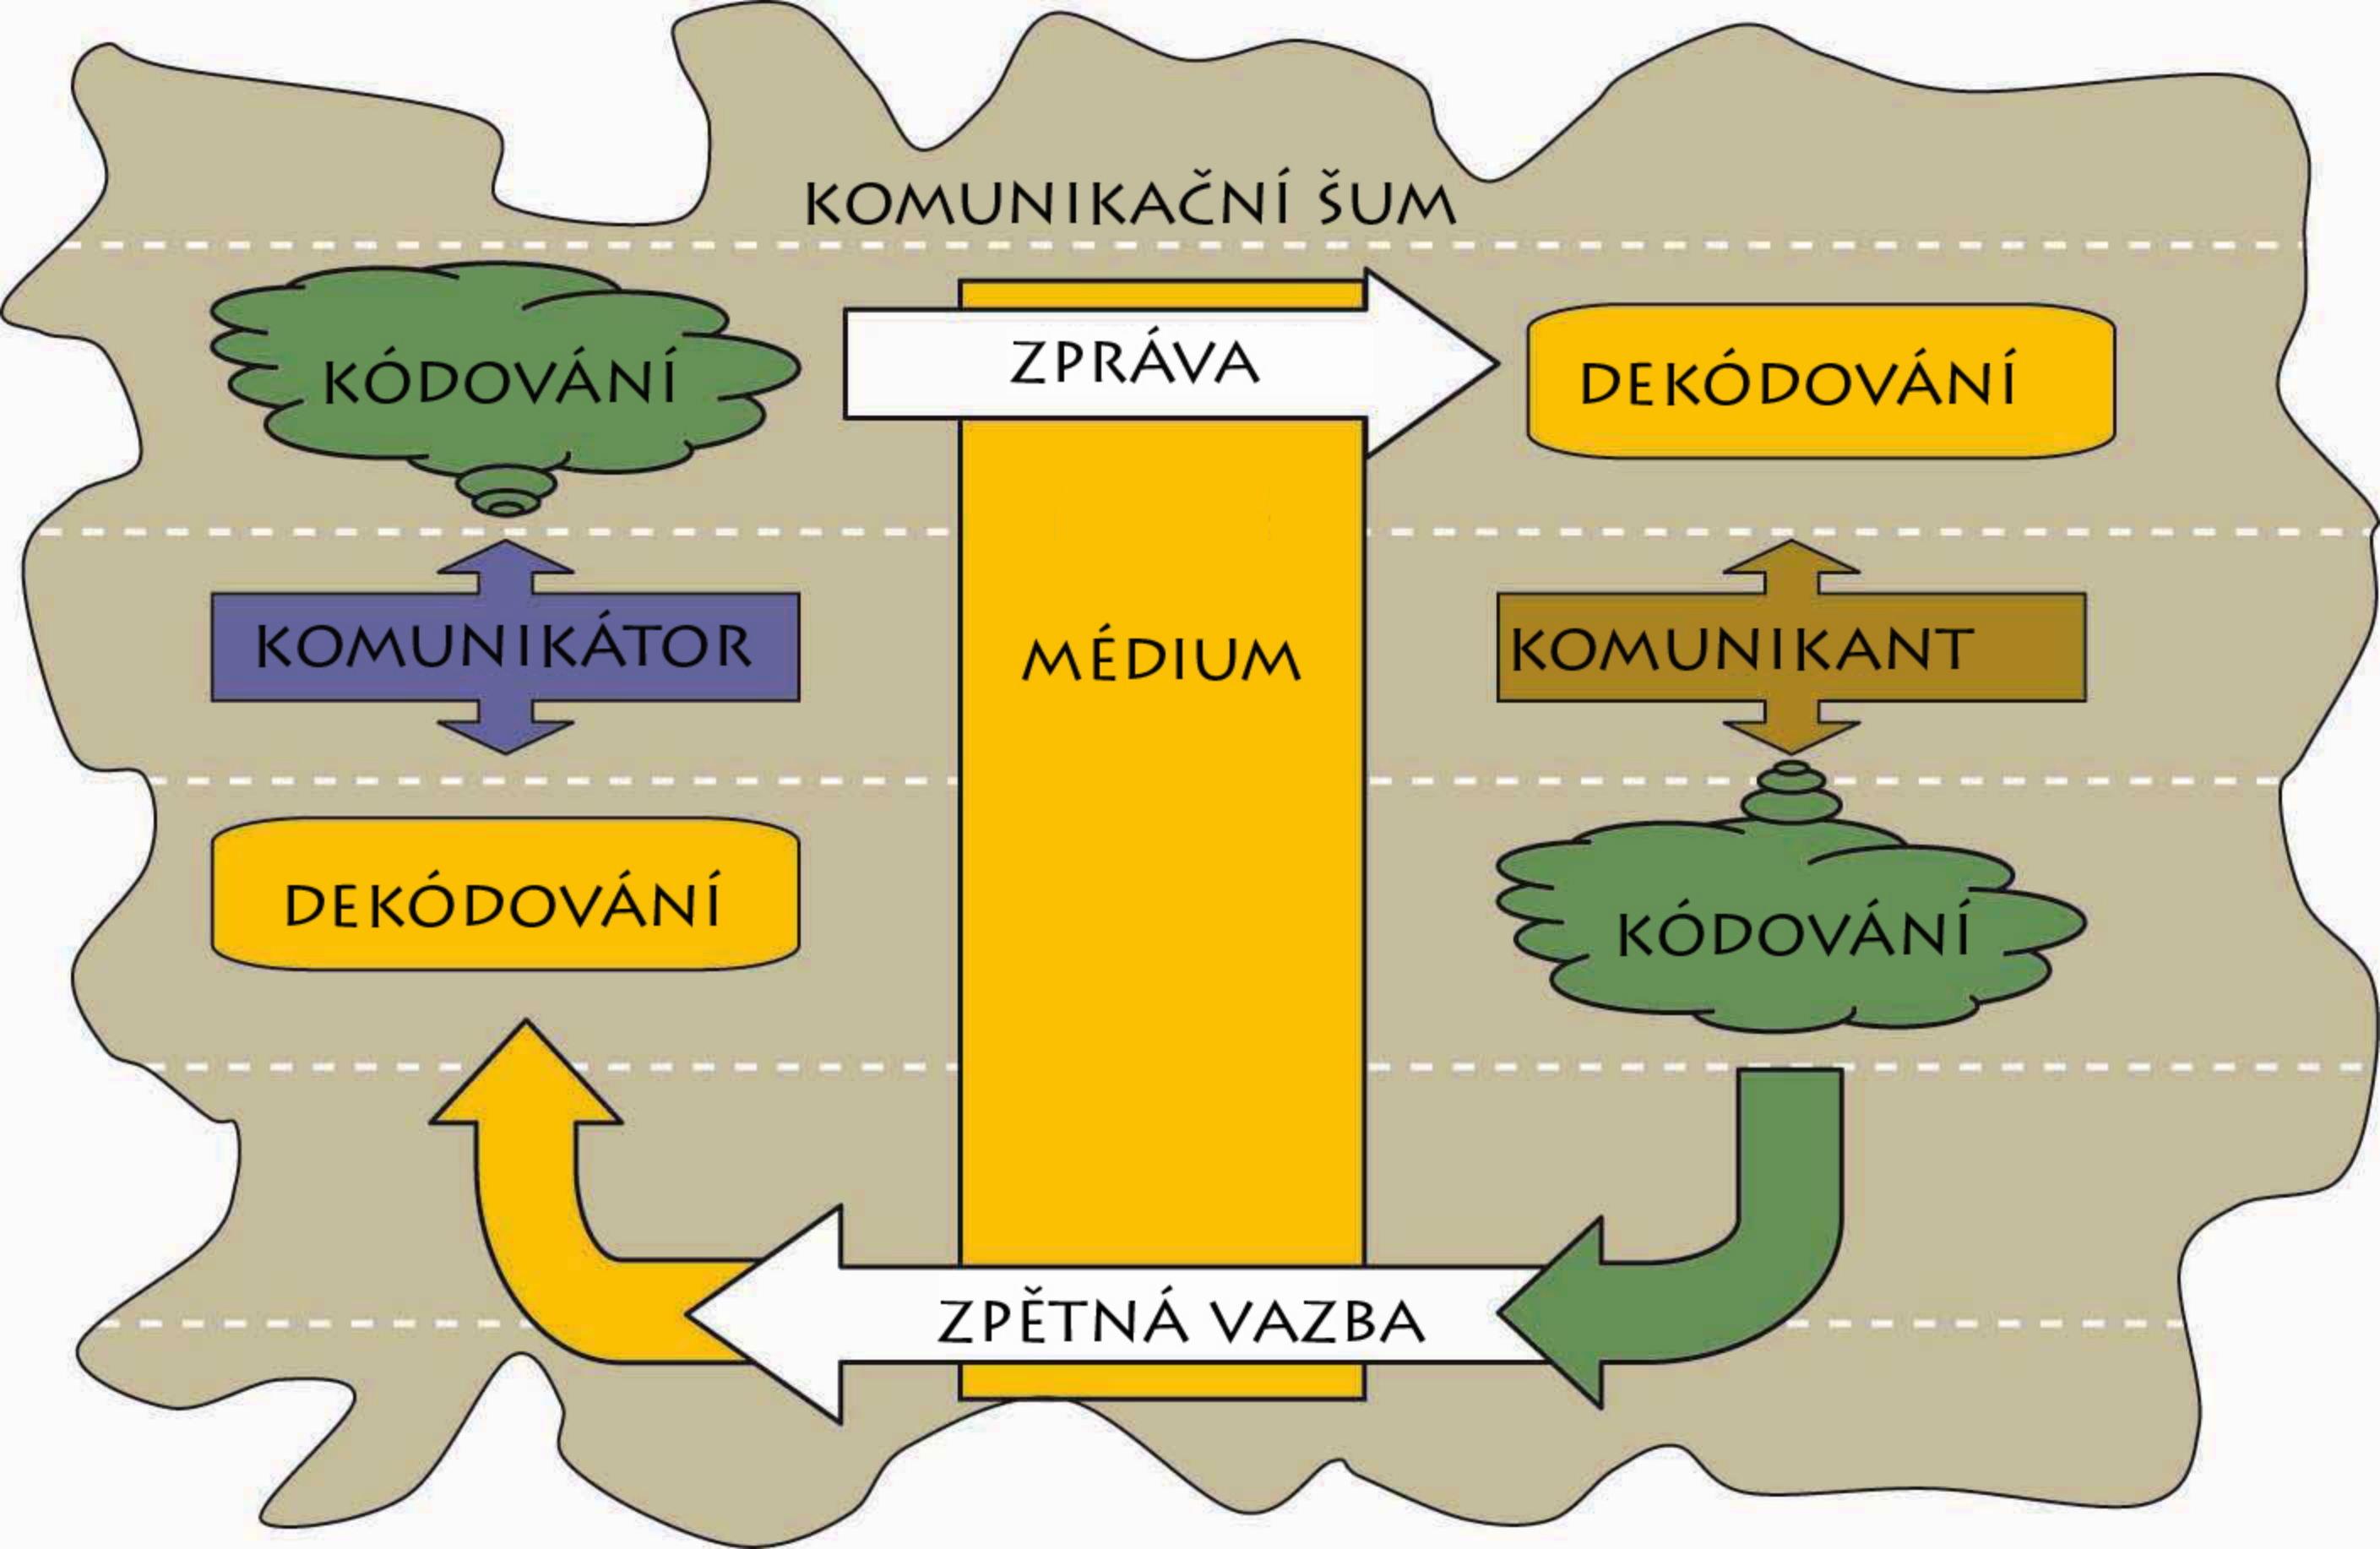 KOMUNIKAČNÍ ŠUM
KÓDOVÁNÍ
ZPRÁVA
DEKÓDOVÁNÍ
KOMUNIKÁTOR
MÉDIUM
KOMUNIKANT
DEKÓDOVÁNÍ
KÓDOVÁNÍ
ZPĚTNÁ VAZBA